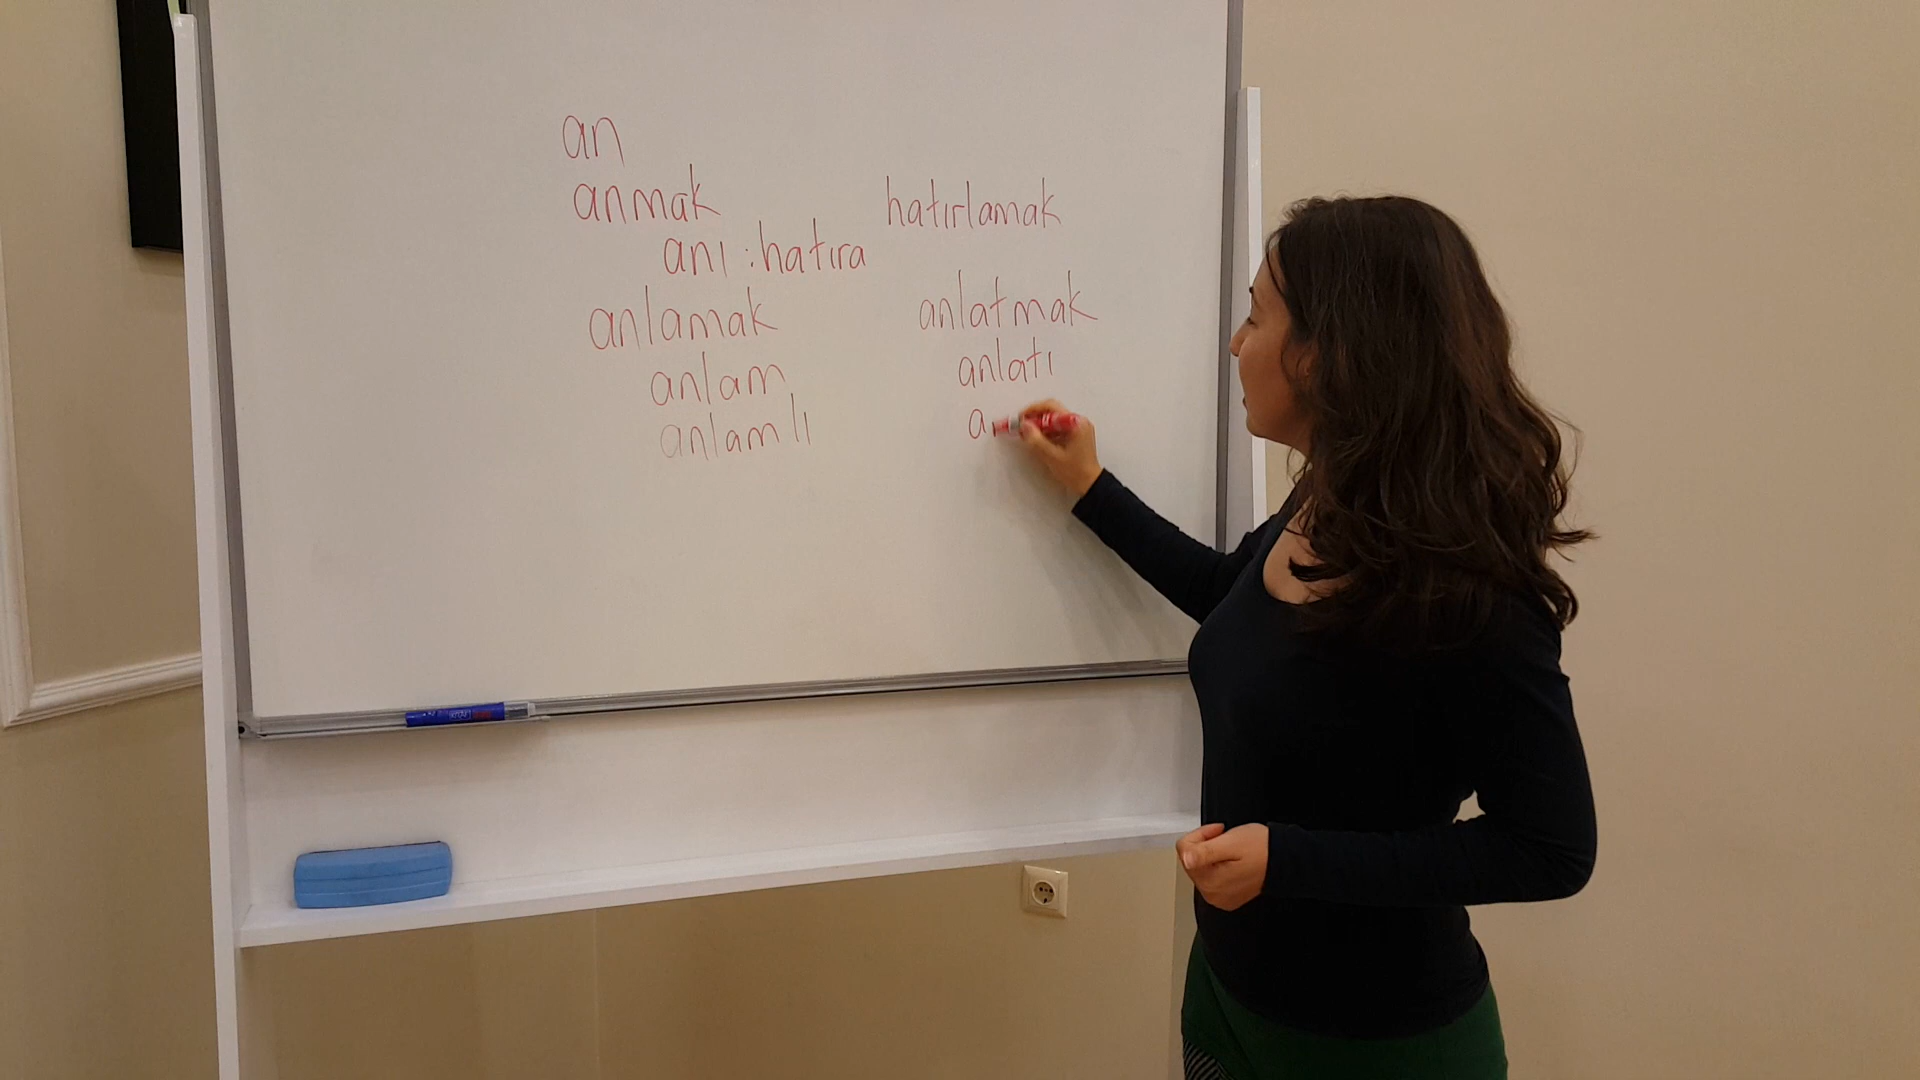 an
anmak hatırlamak
anı : hatıra
anlamak anlatmak
anlam anlatı
anlamlı